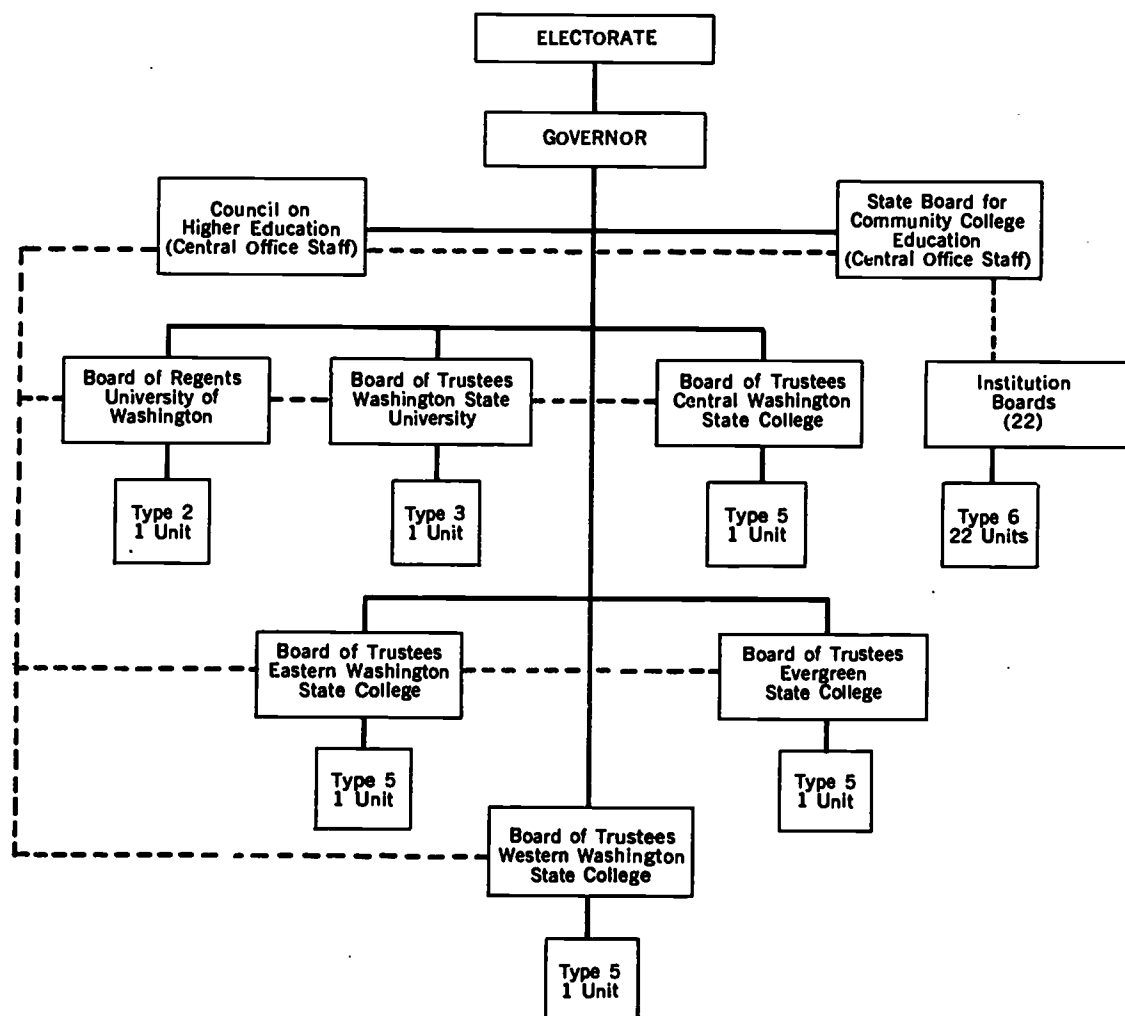 ELECTORATE
GOVERNOR
Council on
Higher Education
(Central Office Staff)
State Board for
Community College
Education
(Central Office Staff)
Board of Regents
University of
Washington
Board of Trustees
Washington State
University
Board of Trustees
Central Washington
State College
Institution
Boards
(22)
Type 2
1 Unit
Type 3
1 Unit
Type 5
1 Unit
Type 6
22 Units
Board of Trustees
Eastern Washington
State College
Board of Trustees
Evergreen
State College
Type 5
1 Unit
Type 5
1 Unit
Board of Trustees
Western Washington
State College
Type 5
1 Unit